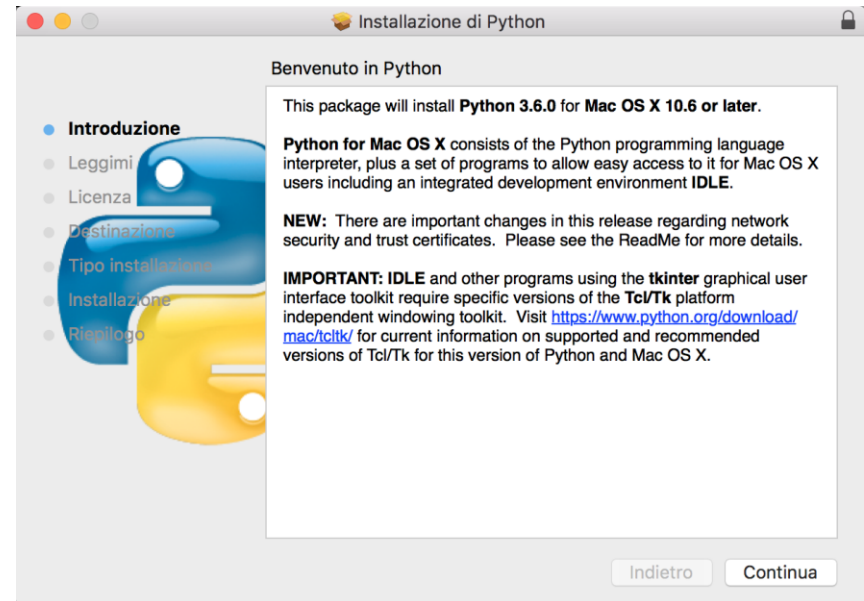 Installazione di Python
Benvenuto in Python
Introduzione
Leggimi
Licenza
Destinazione
Tipo installazione
Installazione
Riepilogo
This package will install Python 3.6.0 for Mac OS X 10.6 or later.
Python for Mac OS X consists of the Python programming language
interpreter, plus a set of programs to allow easy access to it for Mac OS X
users including an integrated development environment IDLE.
NEW:  There are important changes in this release regarding network
security and trust certificates.  Please see the ReadMe for more details.
IMPORTANT: IDLE and other programs using the tkinter graphical user
interface toolkit require specific versions of the Tcl/Tk platform
independent windowing toolkit.  Visit https://www.python.org/download/
mac/tcltk/ for current information on supported and recommended
versions of Tcl/Tk for this version of Python and Mac OS X.
Indietro
Continua